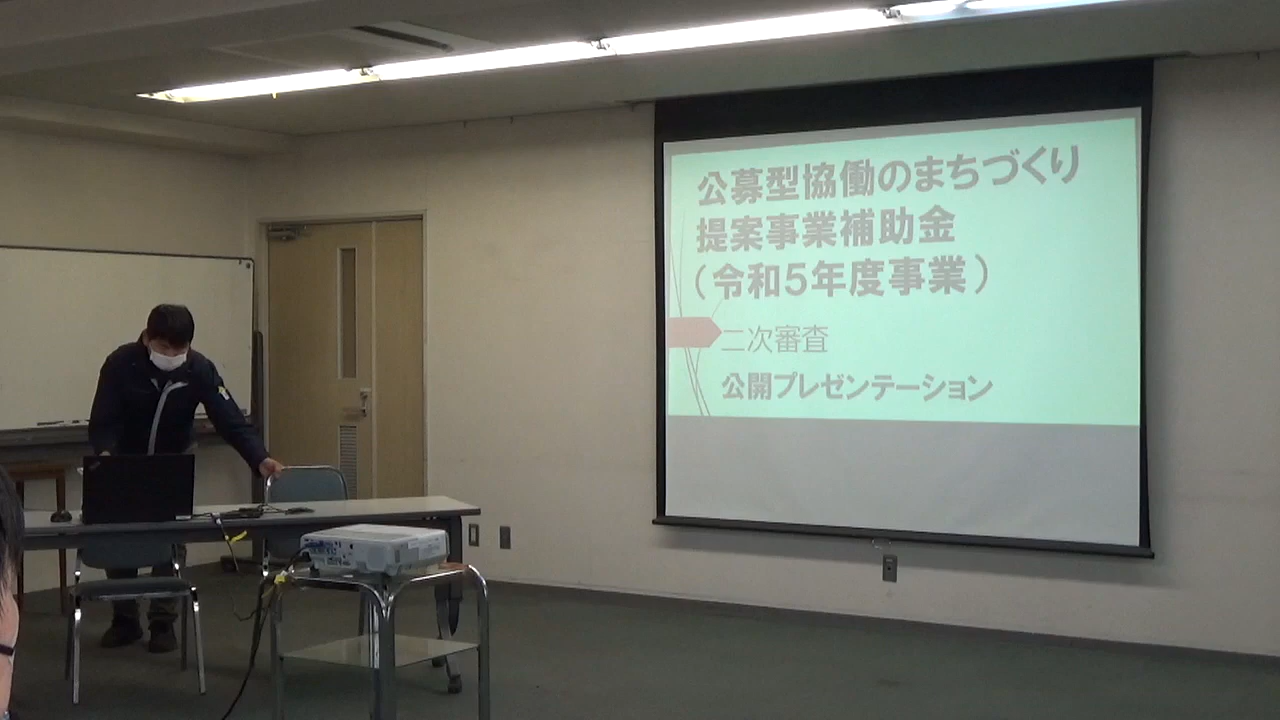 公募型協働のまちづくり
提案事業補助金
（令和5年度事業）
二次審査
公開プレゼンテーション